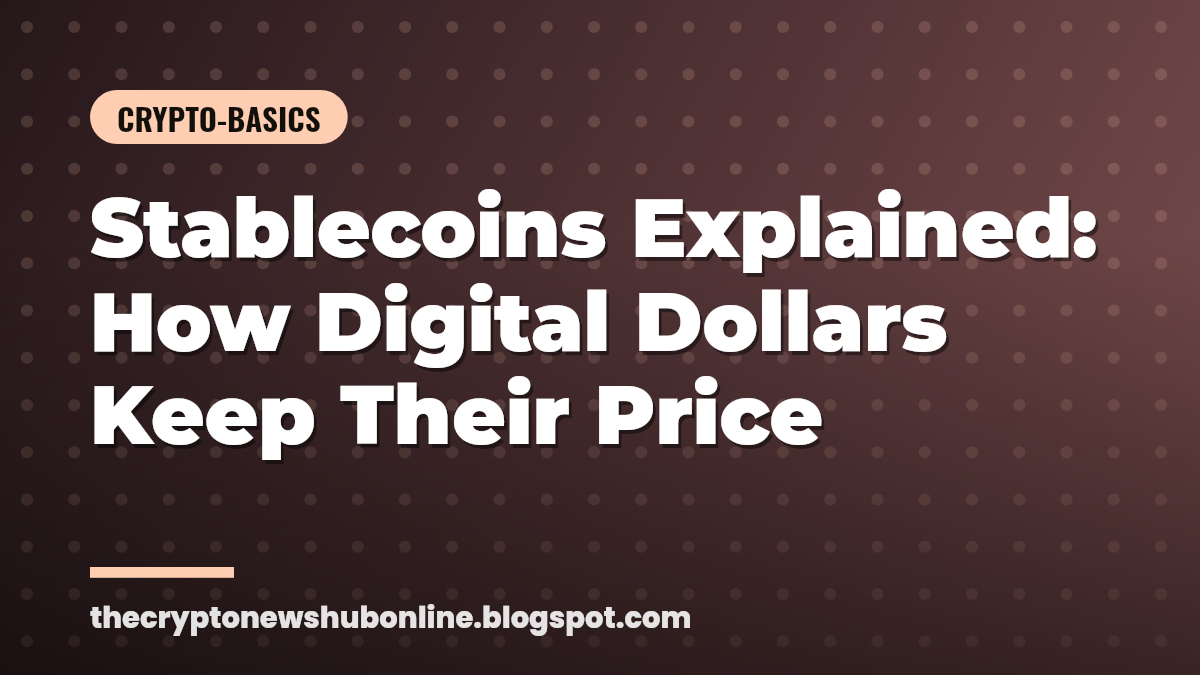 CRYPTO-BASICS
Stablecoins Explained:
How Digital Dollars
Keep Their Price
thecryptonewshubonline.blogspot.com